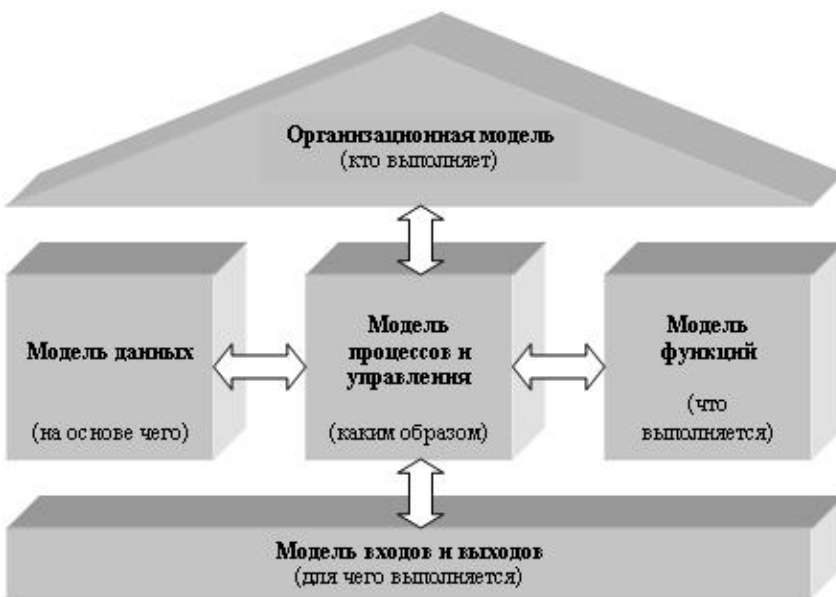 Организационная модель
(кто выполняет)
Модель данных
(на основе чего)
Модель
процессов и
управления
(каким образом)
Модель
функций
(что
выполняется)
Модель входов и выходов
(для чего выполняется)